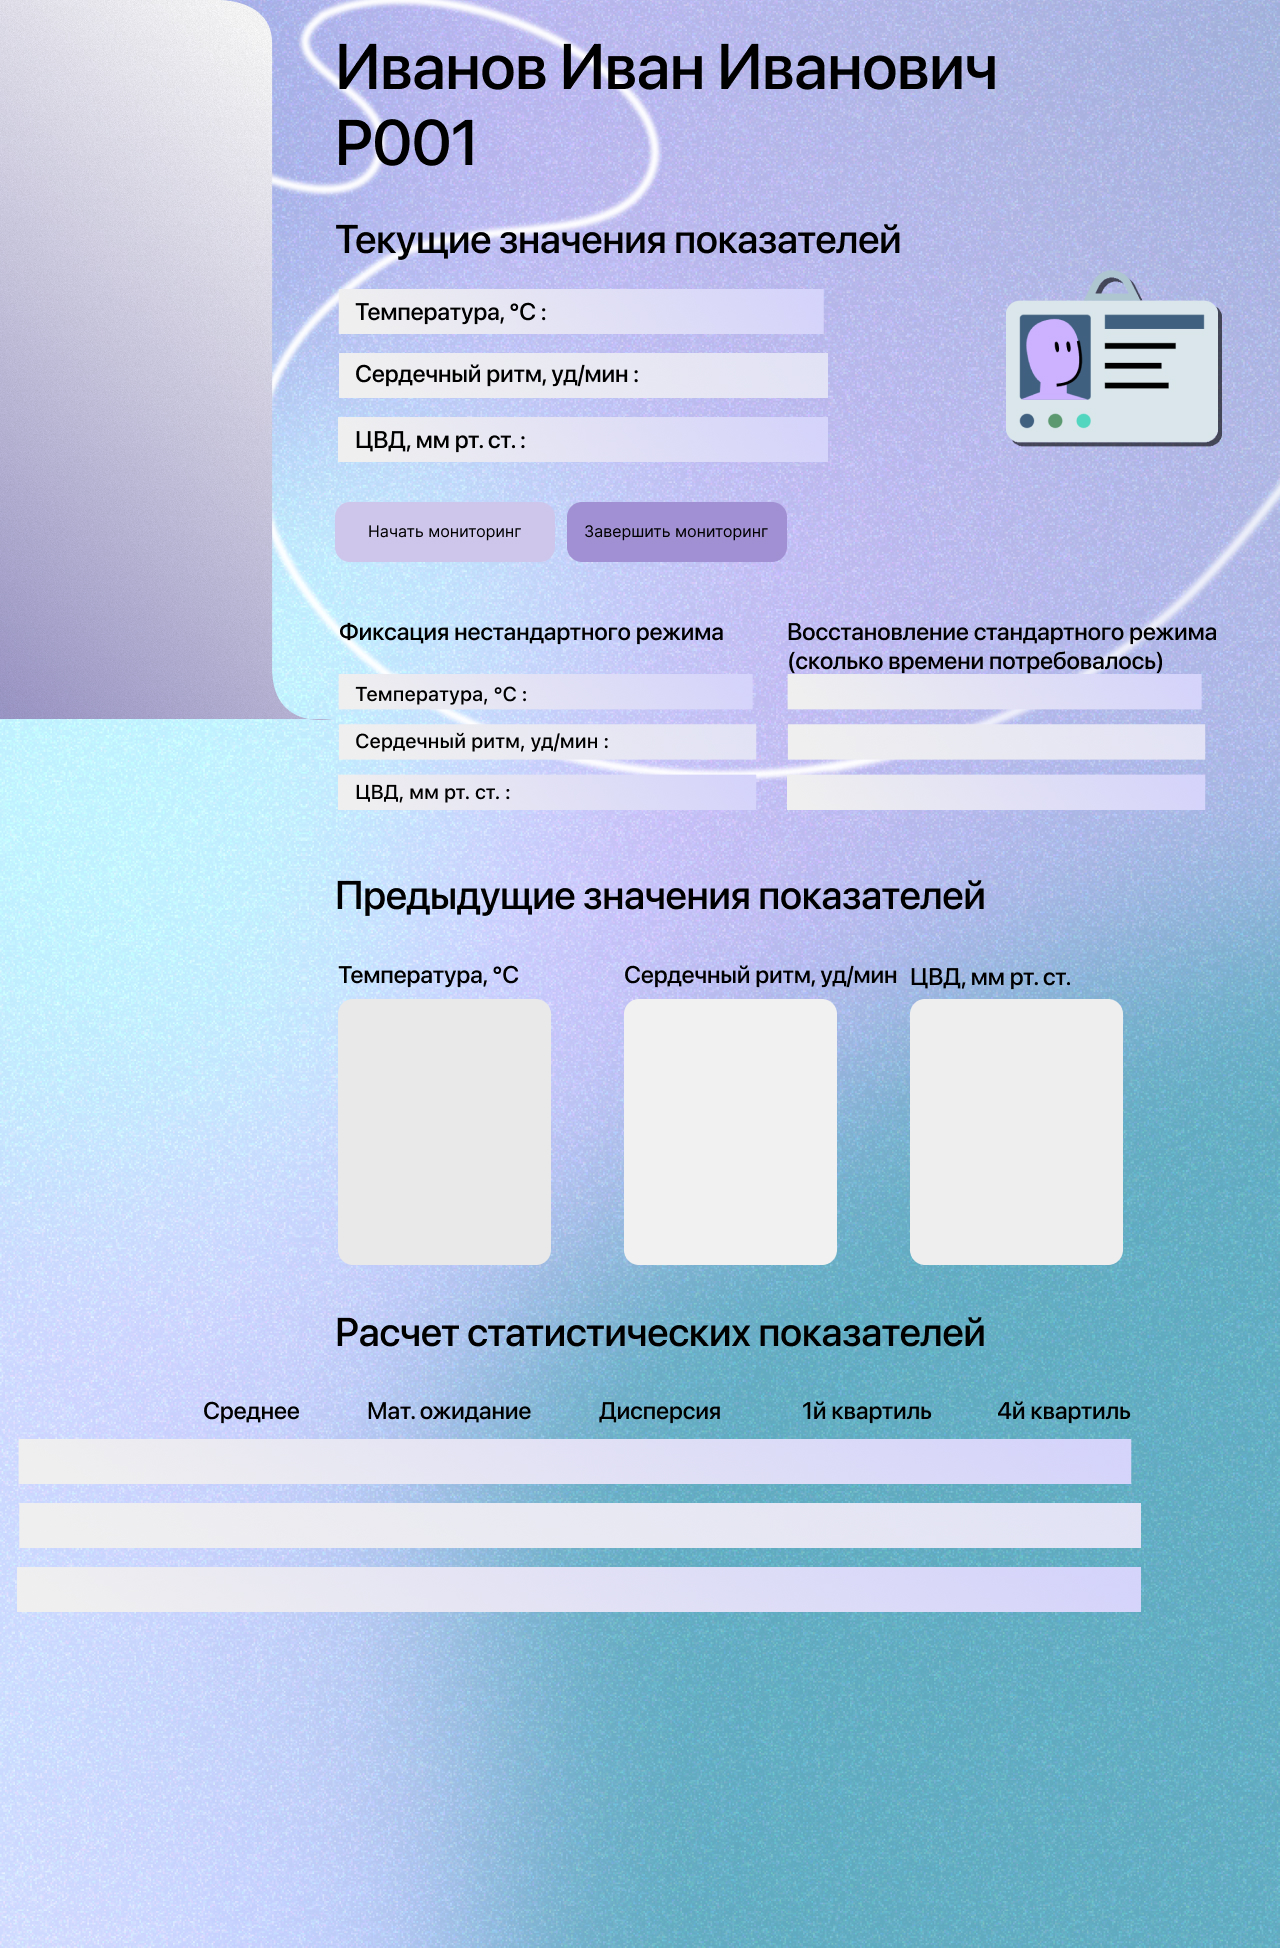 Иванов Иван Иванович
P001
Текущие значения показателей
Температура, °C :
Сердечный ритм, уд/мин :
ЦВД, мм рт. ст. :
Начать мониторинг
Завершить мониторинг
Фиксация нестандартного режима
Восстановление стандартного режима
(сколько времени потребовалось)
Температура, °C :
Сердечный ритм, уд/мин :
ЦВД, мм рт. ст. :
Предыдущие значения показателей
Температура, °C
Сердечный ритм, уд/мин
ЦВД, мм рт. ст.
Расчет статистических показателей
Среднее
Мат. ожидание
Дисперсия
1й квартиль
4й квартиль